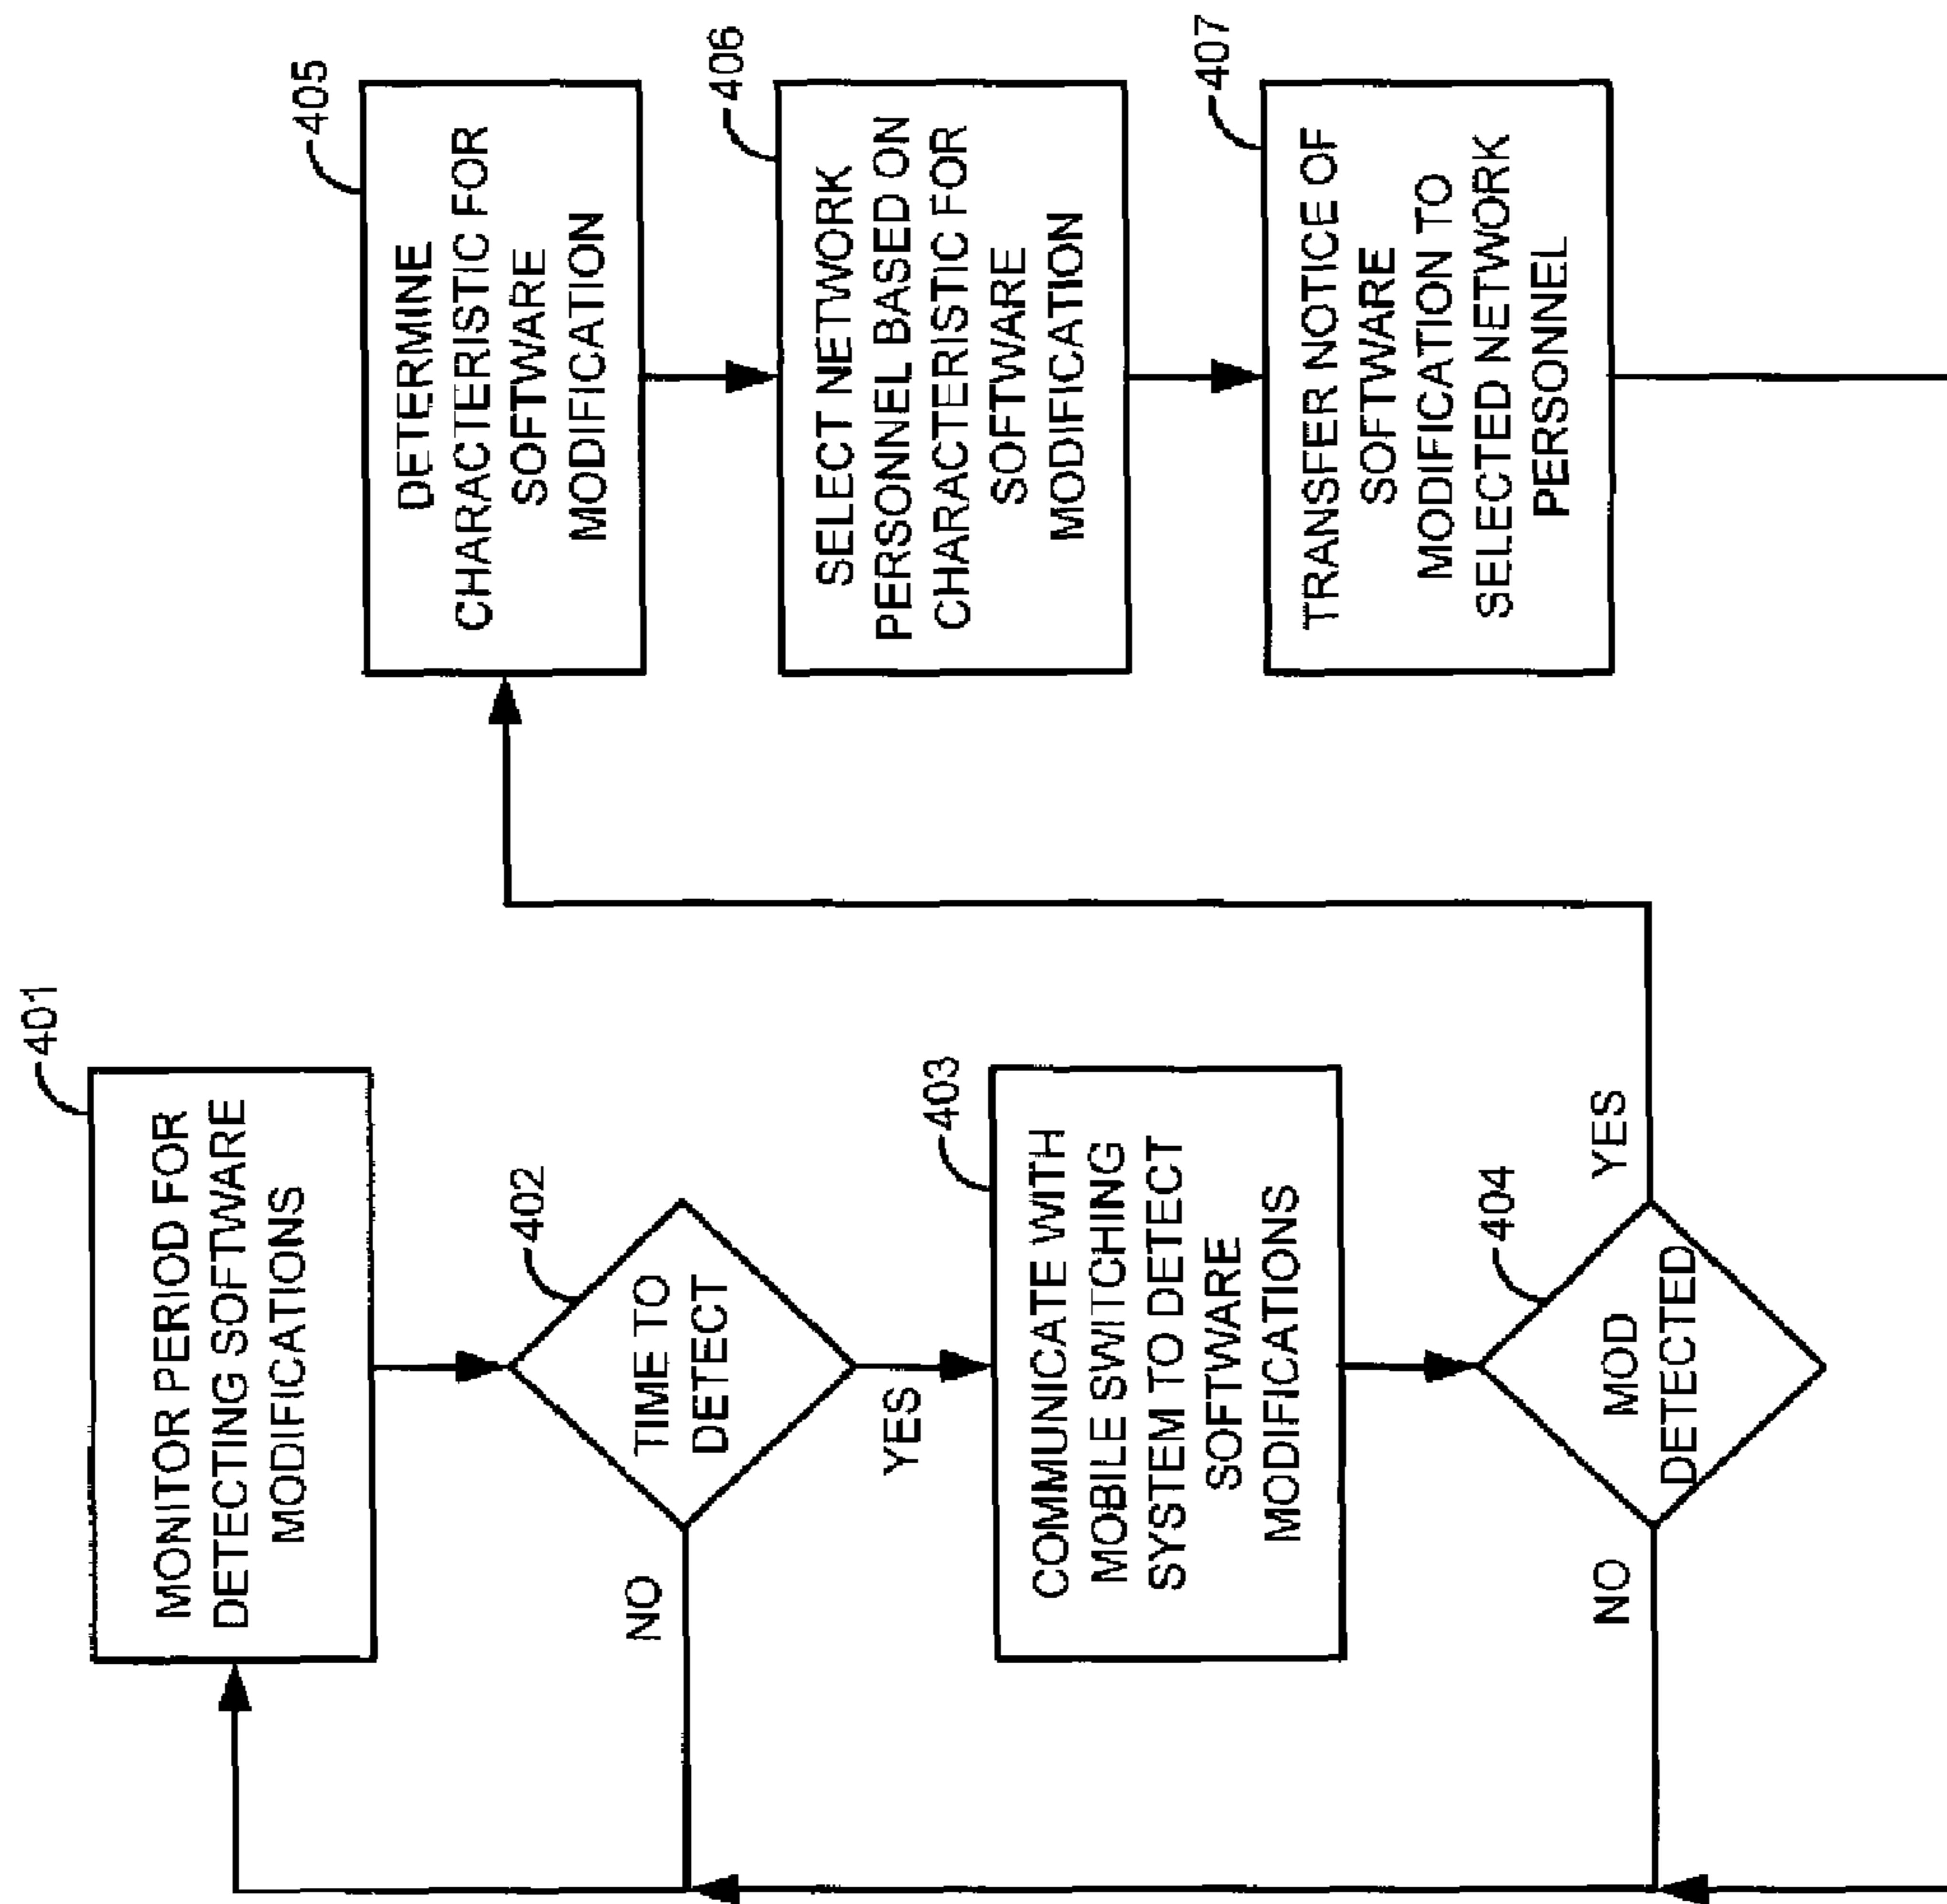 401
MONITOR PERIOD FOR
DETECTING SOFTWARE
MODIFICATIONS
402
TIME TO
DETECT
NO
YES
403
COMMUNICATE WITH
MOBILE SWITCHING
SYSTEM TO DETECT
SOFTWARE
MODIFICATIONS
404
MOD
DETECTED
NO
YES
405
DETERMINE
CHARACTERISTIC FOR
SOFTWARE
MODIFICATION
406
SELECT NETWORK
PERSONNEL BASED ON
CHARACTERISTIC FOR
SOFTWARE
MODIFICATION
407
TRANSFER NOTICE OF
SOFTWARE
MODIFICATION TO
SELECTED NETWORK
PERSONNEL